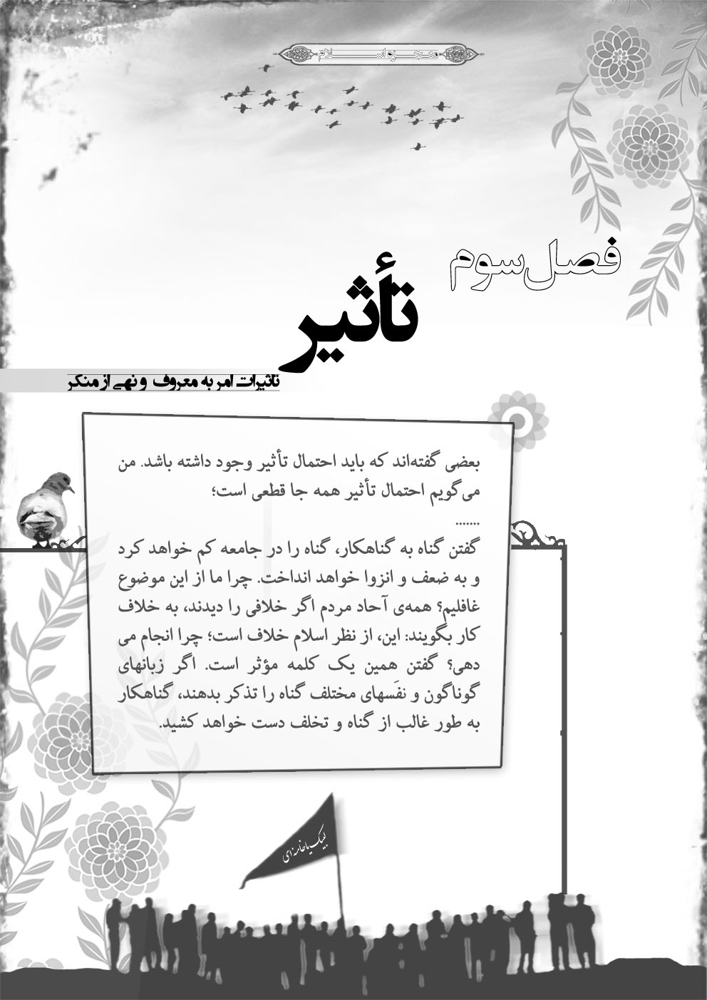 معجزه اسلام
فصل سوم
تأثیر
تاثیرات امر به معروف و نهی از منکر
بعضی گفته‌اند که باید احتمال تأثیر وجود داشته باشد. من
می‌گویم احتمال تأثیر همه جا قطعی است؛
.......
گفتن گناه به گناهکار، گناه را در جامعه کم خواهد کرد
و به ضعف و انزوا خواهد انداخت. چرا ما از این موضوع
غافلیم؟ همه‌ی آحاد مردم اگر خلافی را دیدند، به خلاف
کار بگویند: این، از نظر اسلام خلاف است؛ چرا انجام می
دهی؟ گفتن همین یک کلمه مؤثر است. اگر زبانهای
گوناگون و نفَسهای مختلف گناه را تذکر بدهند، گناهکار
به طور غالب از گناه و تخلف دست خواهد کشید.
لبیک یا خامنه‌ای